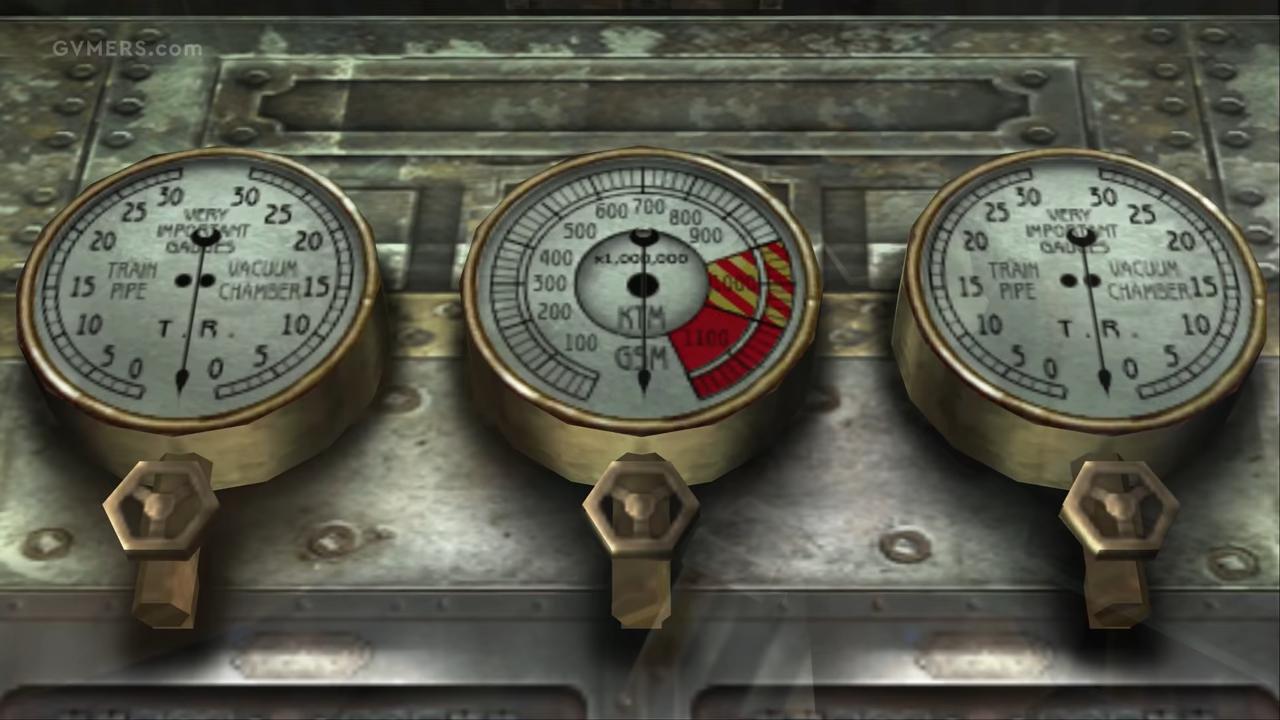 GVMERS.com
30 30
25 25
20 20
15 15
10 10
5 5
0 0
VERY
IMPORTANT
GAUGES
TRAIN
PIPE
VACUUM
CHAMBER
T.R.
600 700 800
500 900
400
300 1000
200
100 1100
x1,000,000
KTM
GSM
30 30
25 25
20 20
15 15
10 10
5 5
0 0
VERY
IMPORTANT
GAUGES
TRAIN
PIPE
VACUUM
CHAMBER
T.R.